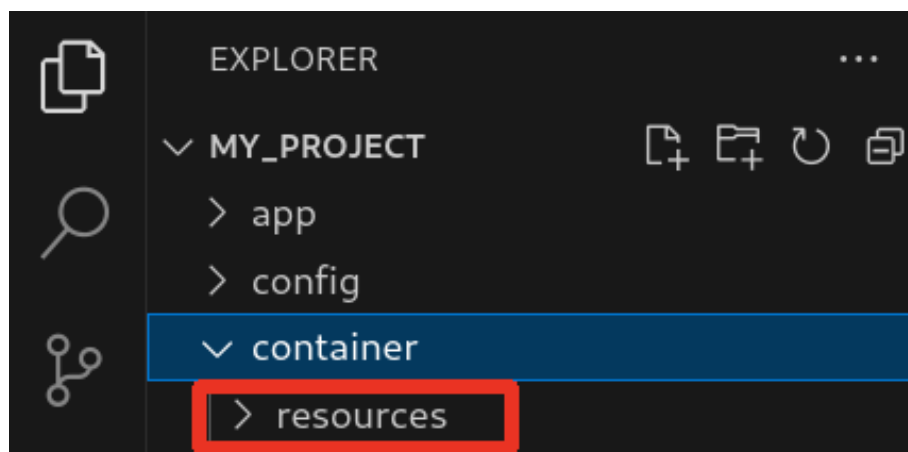 EXPLORER
MY_PROJECT
app
config
container
resources